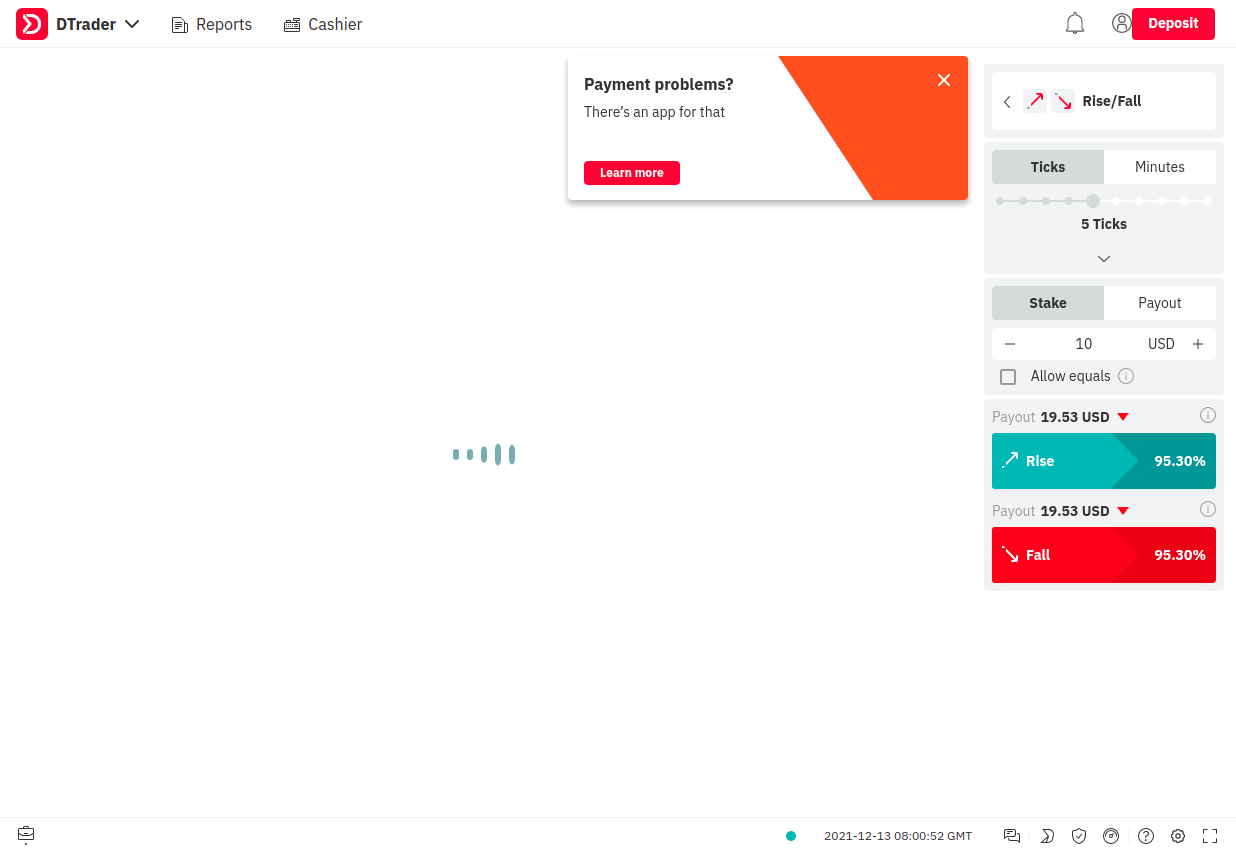 DTrader
Reports
Cashier
Deposit
Payment problems?
There's an app for that
Learn more
Rise/Fall
Ticks
Minutes
5 Ticks
Stake
Payout
10
USD
Allow equals
Payout 19.53 USD
Rise
95.30%
Payout 19.53 USD
Fall
95.30%
2021-12-13 08:00:52 GMT